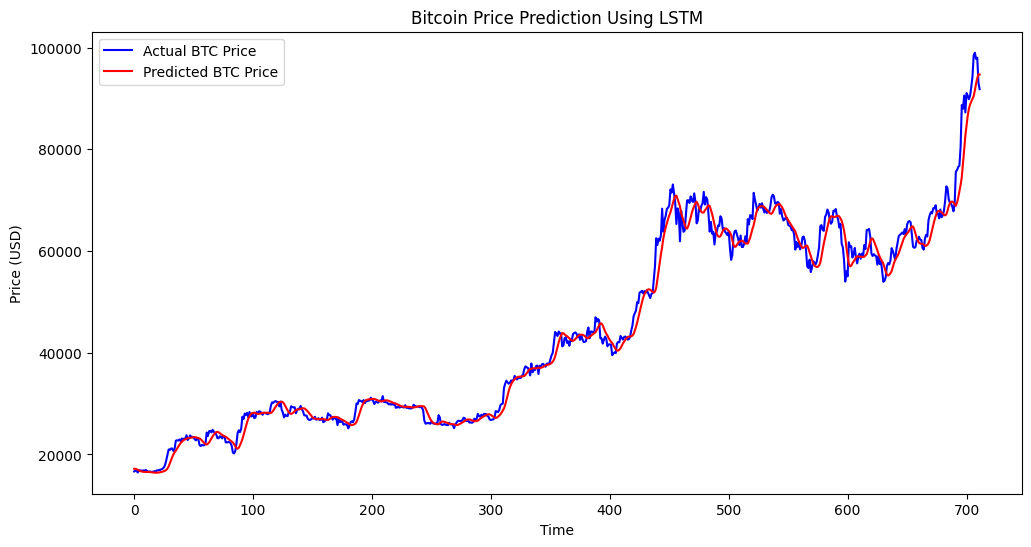 Bitcoin Price Prediction Using LSTM
Actual BTC Price
Predicted BTC Price
100000
80000
60000
40000
20000
Price (USD)
0 100 200 300 400 500 600 700
Time